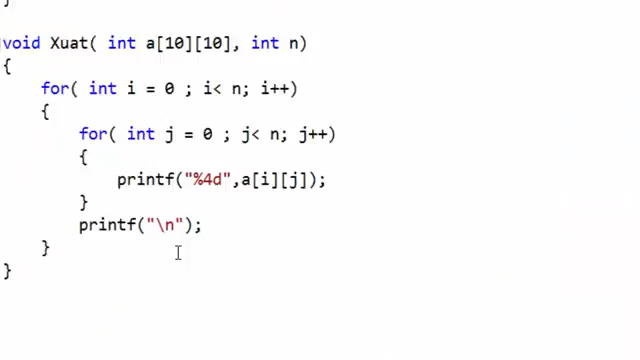 }
void Xuat( int a[10][10], int n)
{
for( int i = 0 ; i< n; i++)
{
for( int j = 0 ; j< n; j++)
{
printf("%4d",a[i][j]);
}
printf("\n");
}
}